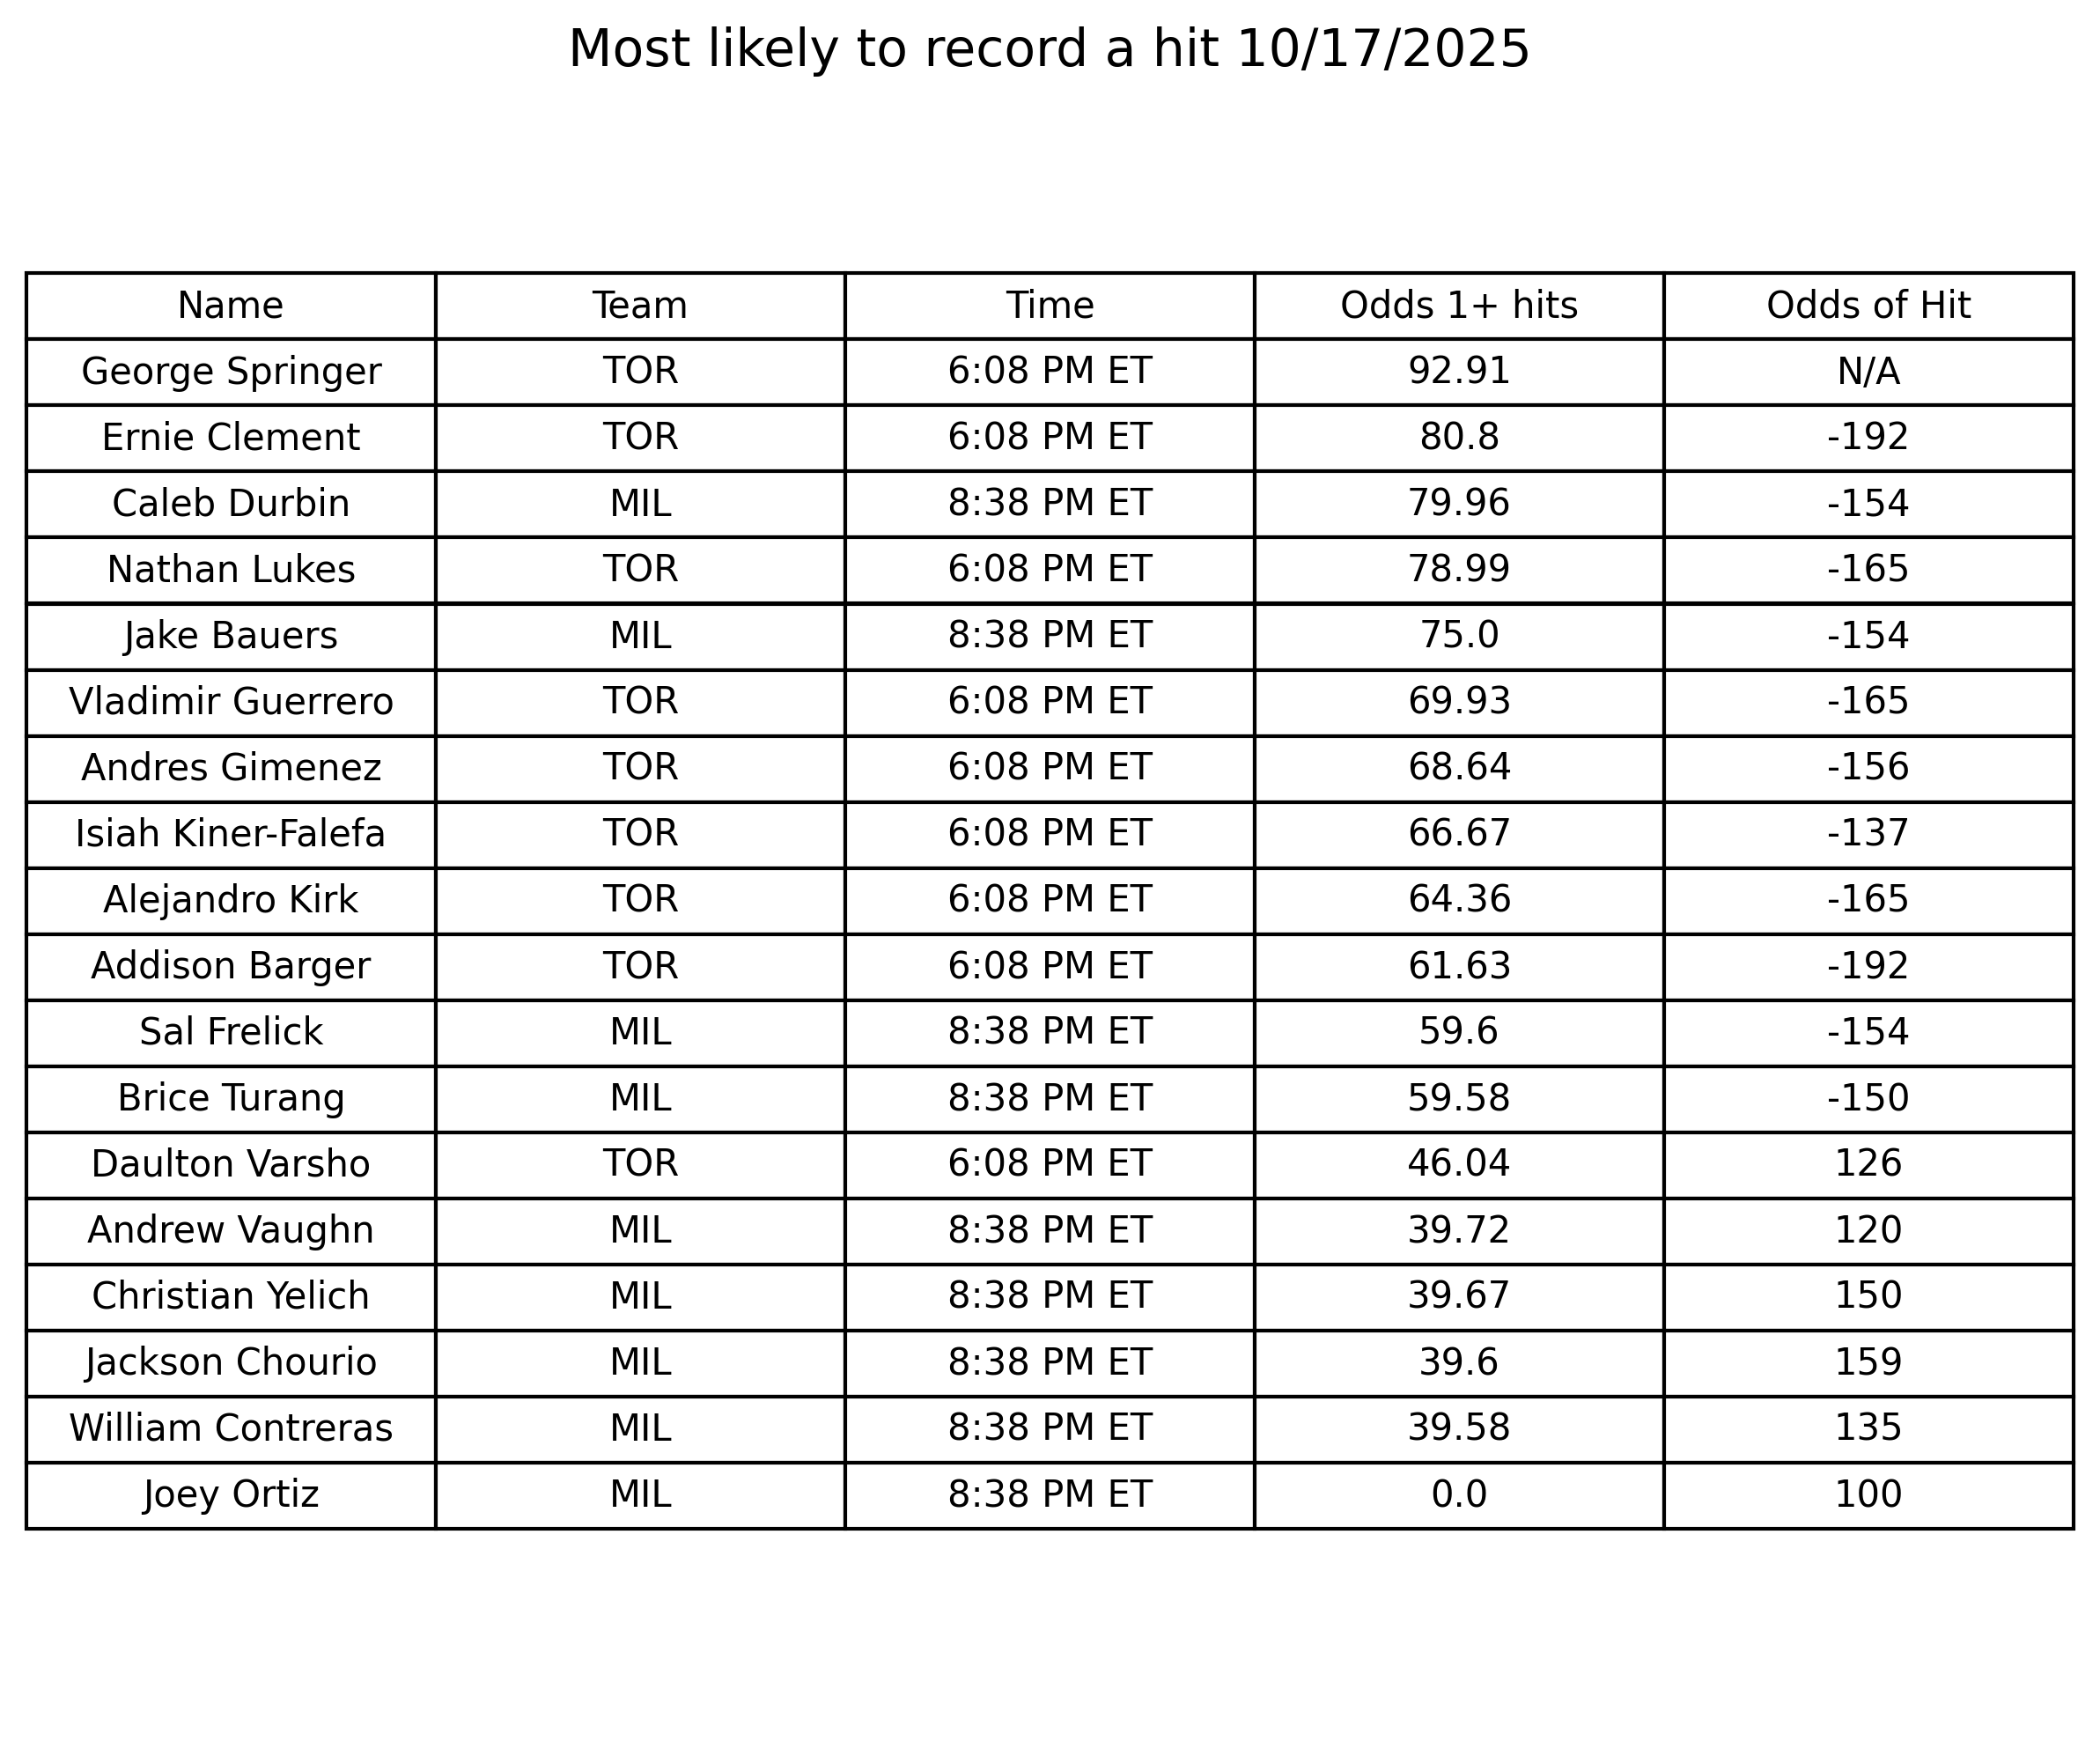 Most likely to record a hit 10/17/2025
Name Team Time Odds 1+ hits Odds of Hit
George Springer TOR 6:08 PM ET 92.91 N/A
Ernie Clement TOR 6:08 PM ET 80.8 -192
Caleb Durbin MIL 8:38 PM ET 79.96 -154
Nathan Lukes TOR 6:08 PM ET 78.99 -165
Jake Bauers MIL 8:38 PM ET 75.0 -154
Vladimir Guerrero TOR 6:08 PM ET 69.93 -165
Andres Gimenez TOR 6:08 PM ET 68.64 -156
Isiah Kiner-Falefa TOR 6:08 PM ET 66.67 -137
Alejandro Kirk TOR 6:08 PM ET 64.36 -165
Addison Barger TOR 6:08 PM ET 61.63 -192
Sal Frelick MIL 8:38 PM ET 59.6 -154
Brice Turang MIL 8:38 PM ET 59.58 -150
Daulton Varsho TOR 6:08 PM ET 46.04 126
Andrew Vaughn MIL 8:38 PM ET 39.72 120
Christian Yelich MIL 8:38 PM ET 39.67 150
Jackson Chourio MIL 8:38 PM ET 39.6 159
William Contreras MIL 8:38 PM ET 39.58 135
Joey Ortiz MIL 8:38 PM ET 0.0 100